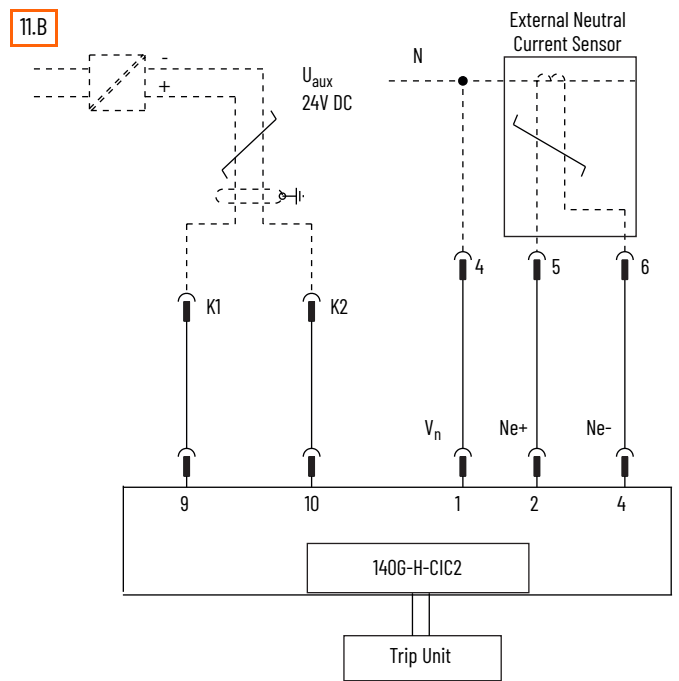 11.B
External Neutral
Current Sensor
-
+
Uaux
24V DC
N
4
5
6
K1
K2
Vn
Ne+
Ne-
9
10
1
2
4
140G-H-CIC2
Trip Unit